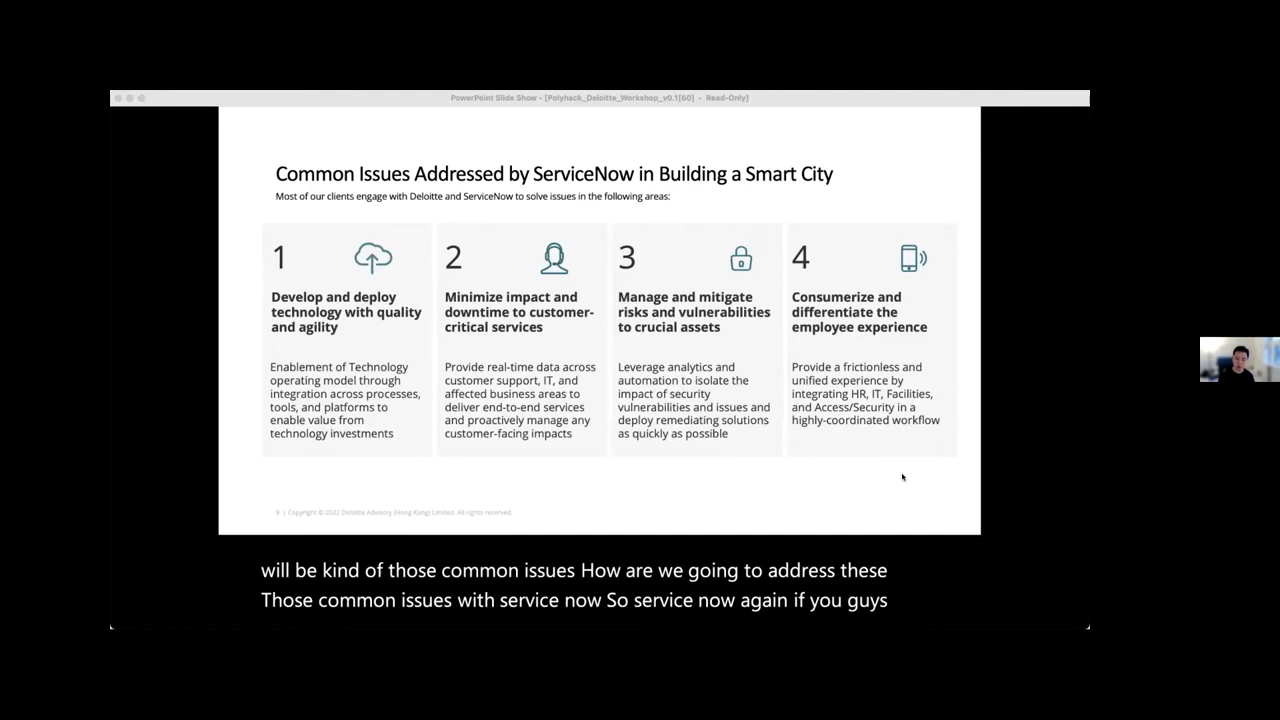 PowerPoint Slide Show - [Polyhack_Deloitte_Workshop_v0.1[60] - Read-Only]
Common Issues Addressed by ServiceNow in Building a Smart City
Most of our clients engage with Deloitte and ServiceNow to solve issues in the following areas:
1
Develop and deploy
technology with quality
and agility
Enablement of Technology
operating model through
integration across processes,
tools, and platforms to
enable value from
technology investments
2
Minimize impact and
downtime to customer-
critical services
Provide real-time data across
customer support, IT, and
affected business areas to
deliver end-to-end services
and proactively manage any
customer-facing impacts
3
Manage and mitigate
risks and vulnerabilities
to crucial assets
Leverage analytics and
automation to isolate the
impact of security
vulnerabilities and issues and
deploy remediating solutions
as quickly as possible
4
Consumerize and
differentiate the
employee experience
Provide a frictionless and
unified experience by
integrating HR, IT, Facilities,
and Access/Security in a
highly-coordinated workflow
9 | Copyright © 2022 Deloitte Advisory (Hong Kong) Limited. All rights reserved.
will be kind of those common issues How are we going to address these
Those common issues with service now So service now again if you guys